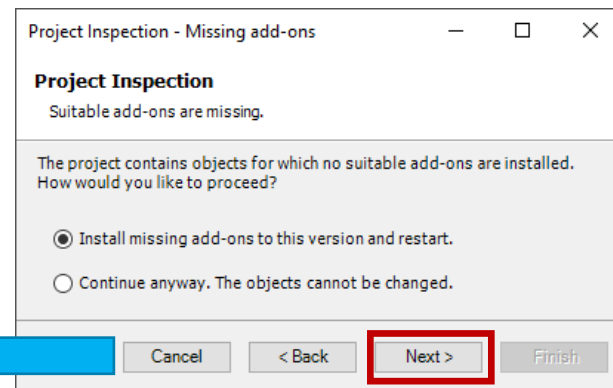 Project Inspection - Missing add-ons
Project Inspection
Suitable add-ons are missing.
The project contains objects for which no suitable add-ons are installed.
How would you like to proceed?
Install missing add-ons to this version and restart.
Continue anyway. The objects cannot be changed.
Cancel < Back Next > Finish